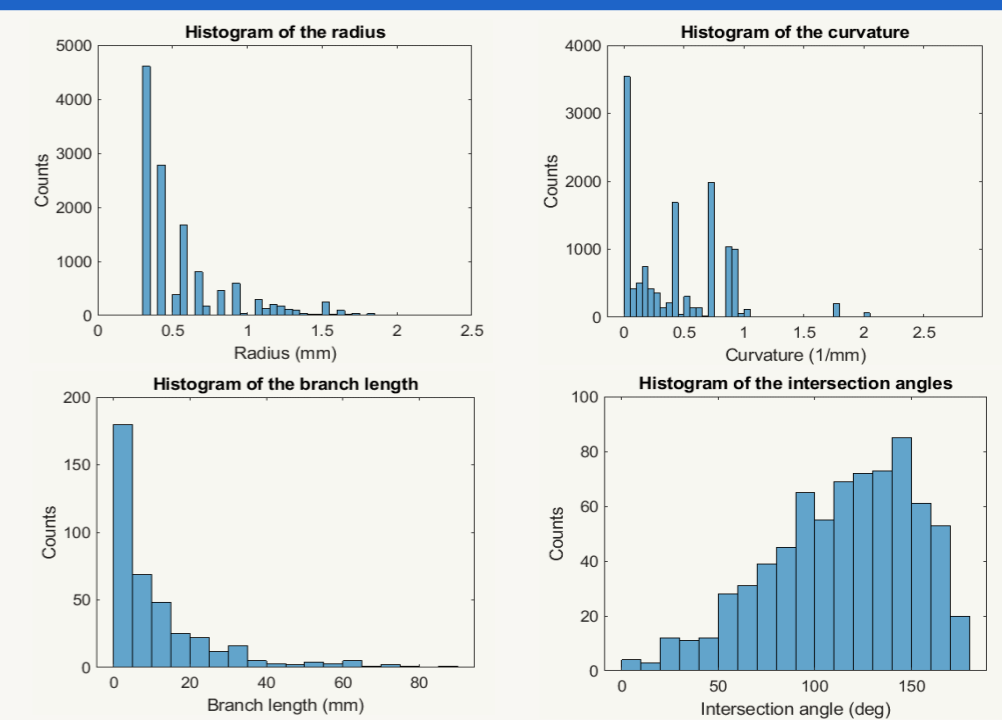 Histogram of the radius
5000
4000
3000
2000
1000
0
Counts
0 0.5 1 1.5 2 2.5
Radius (mm)
Histogram of the curvature
4000
3000
2000
1000
0
Counts
0 0.5 1 1.5 2 2.5
Curvature (1/mm)
Histogram of the branch length
200
150
100
50
0
Counts
0 20 40 60 80
Branch length (mm)
Histogram of the intersection angles
100
80
60
40
20
0
Counts
0 50 100 150
Intersection angle (deg)